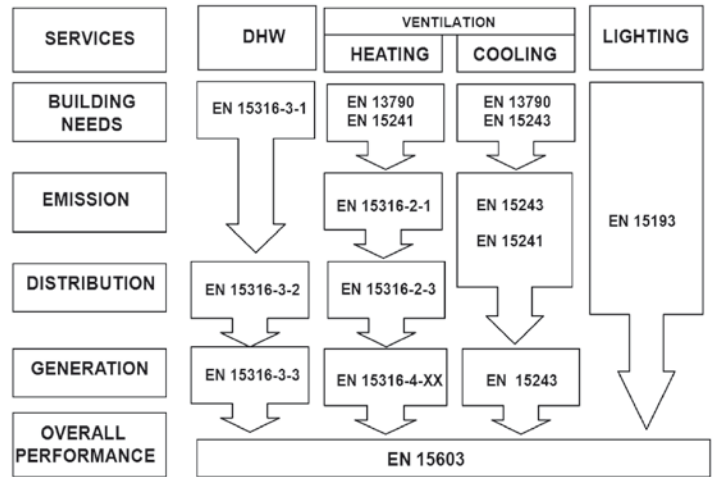 SERVICES
DHW
VENTILATION
LIGHTING
HEATING
COOLING
BUILDING
NEEDS
EN 15316-3-1
EN 13790
EN 15241
EN 13790
EN 15243
EN 15193
EMISSION
EN 15316-2-1
EN 15243
EN 15241
DISTRIBUTION
EN 15316-3-2
EN 15316-2-3
GENERATION
EN 15316-3-3
EN 15316-4-XX
EN 15243
OVERALL
PERFORMANCE
EN 15603